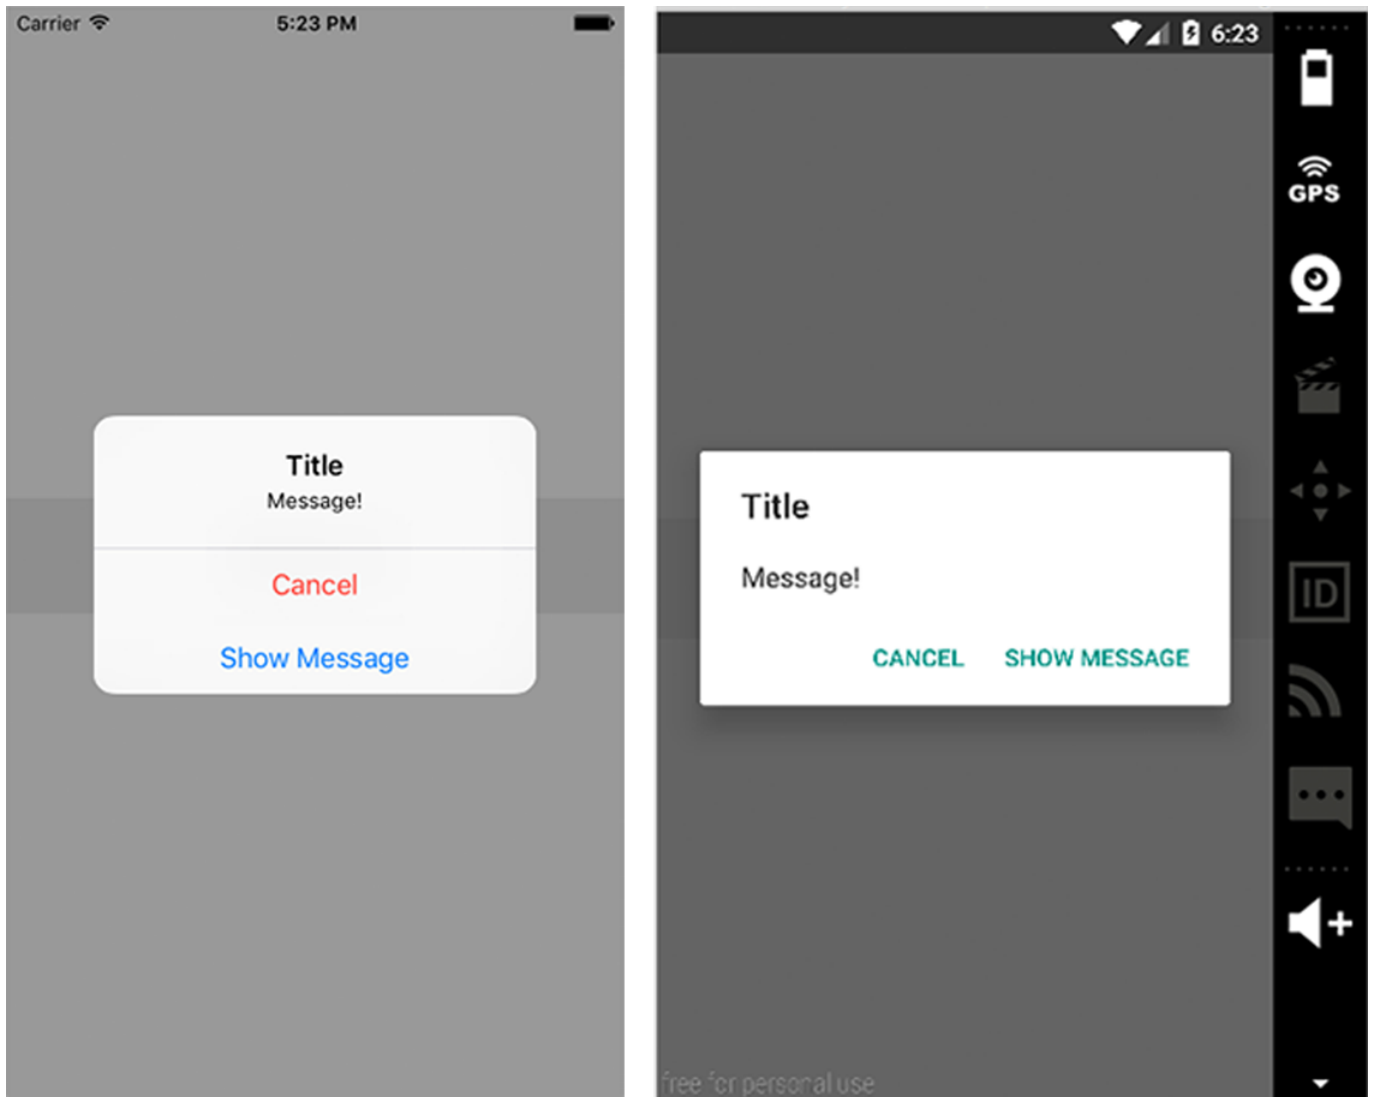 Carrier
5:23 PM
Title
Message!
Cancel
Show Message
6:23
Title
Message!
CANCEL
SHOW MESSAGE
free for personal use
GPS
ID